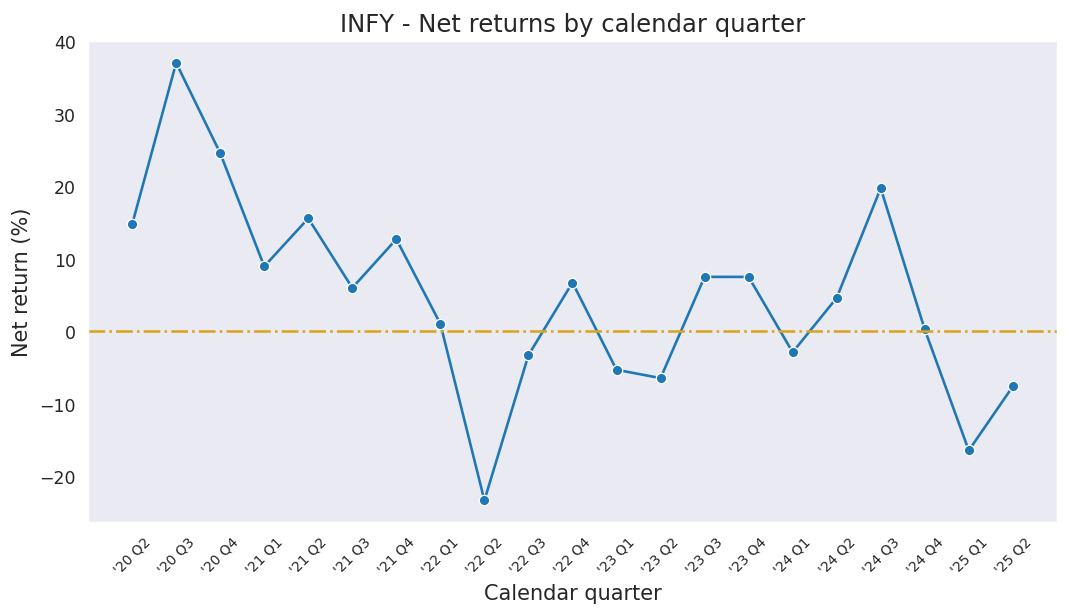 INFY - Net returns by calendar quarter
Net return (%)
40
30
20
10
0
−10
−20
'20 Q2
'20 Q3
'20 Q4
'21 Q1
'21 Q2
'21 Q3
'21 Q4
'22 Q1
'22 Q2
'22 Q3
'22 Q4
'23 Q1
'23 Q2
'23 Q3
'23 Q4
'24 Q1
'24 Q2
'24 Q3
'24 Q4
'25 Q1
'25 Q2
Calendar quarter